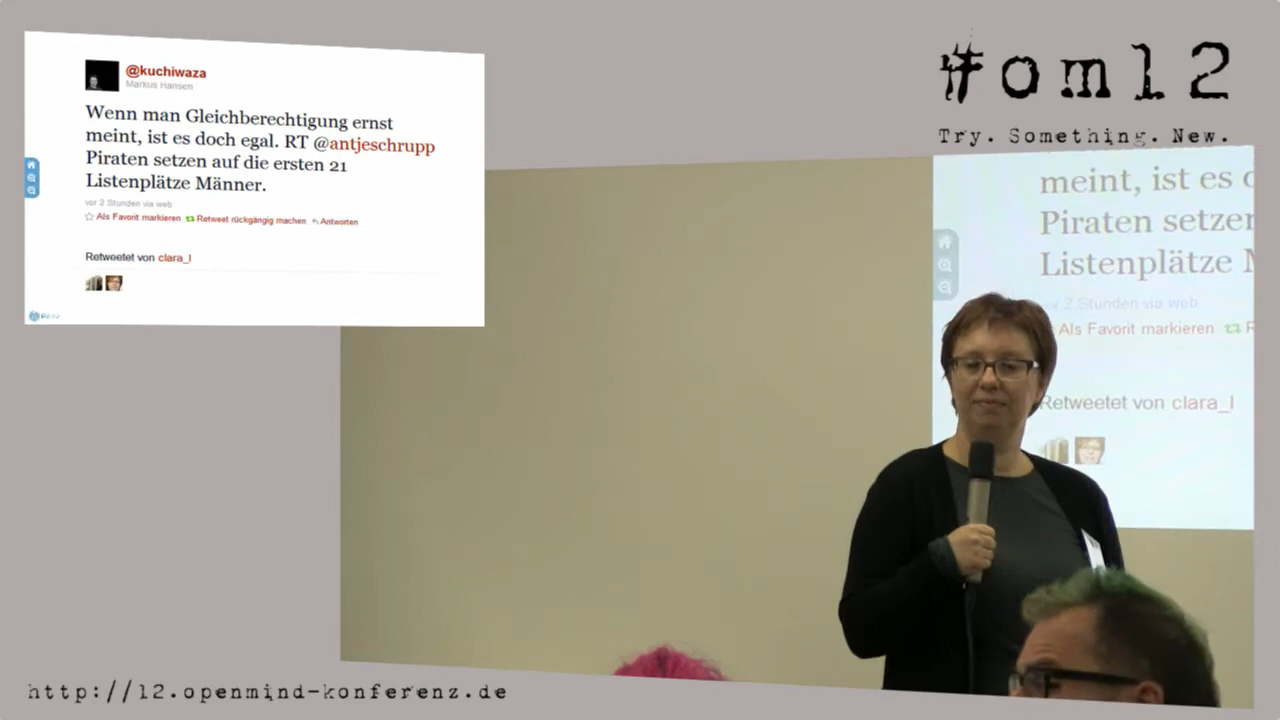 @kuchiwaza
Markus Hansen
Wenn man Gleichberechtigung ernst
meint, ist es doch egal. RT @antjeschrupp
Piraten setzen auf die ersten 21
Listenplätze Männer.
vor 2 Stunden via web
Als Favorit markieren Retweet rückgängig machen Antworten
Retweetet von clara_l
#om12
Try. Something. New.
meint, ist es
Piraten setzen
Listenplätze
2 Stunden via web
Als Favorit markieren
Retweetet von clara_l
http://12.openmind-konferenz.de